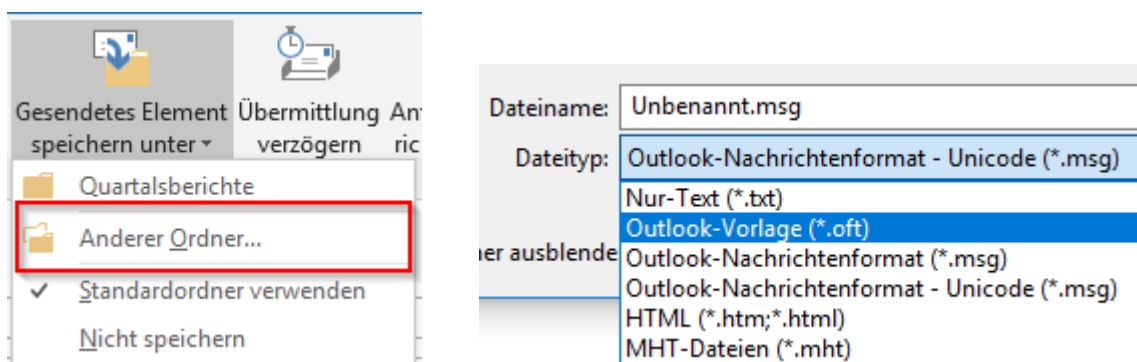 Gesendetes Element
speichern unter
Übermittlung
verzögern
Quartalsberichte
Anderer Ordner...
Standardordner verwenden
Nicht speichern
Dateiname: Unbenannt.msg
Dateityp: Outlook-Nachrichtenformat - Unicode (*.msg)
Nur-Text (*.txt)
Outlook-Vorlage (*.oft)
ausblende
Outlook-Nachrichtenformat (*.msg)
Outlook-Nachrichtenformat - Unicode (*.msg)
HTML (*.htm;*.html)
MHT-Dateien (*.mht)